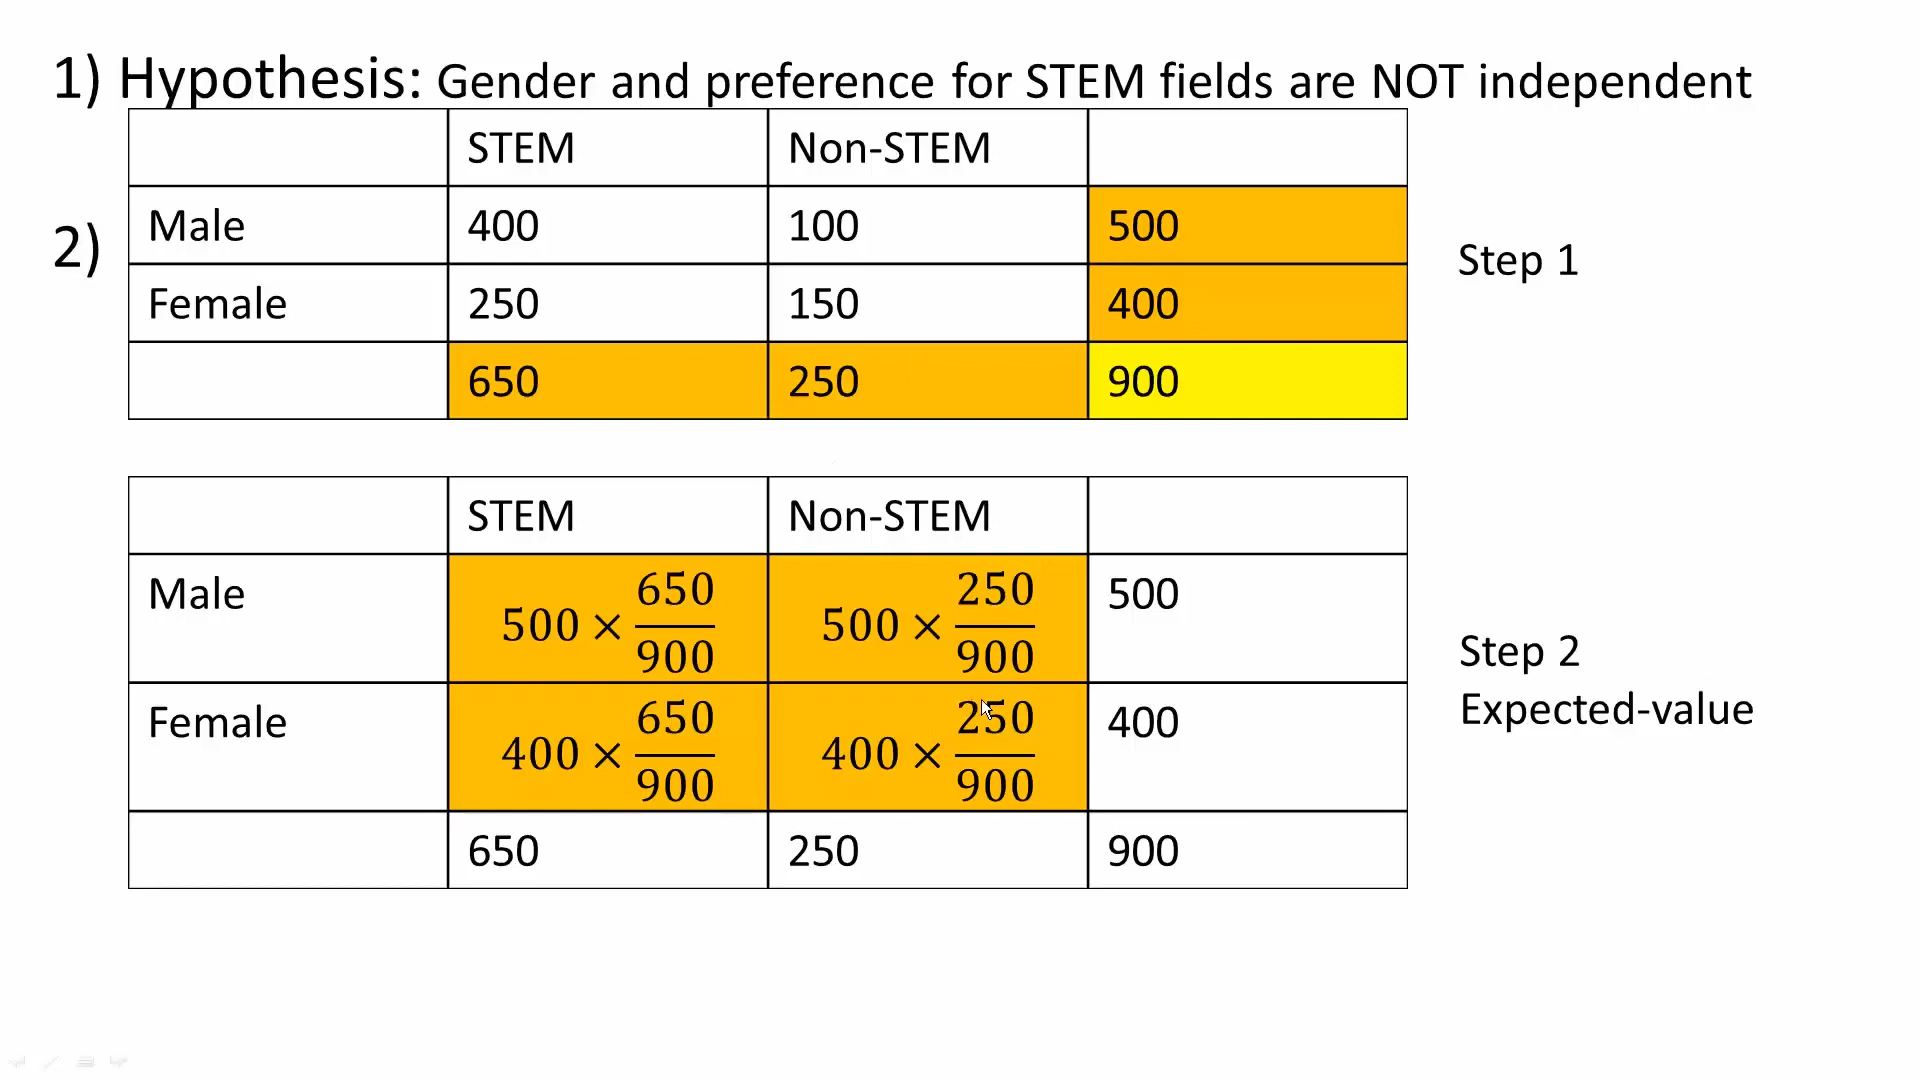 1) Hypothesis: Gender and preference for STEM fields are NOT independent
STEM Non-STEM
2)
Male 400 100 500
Female 250 150 400
650 250 900
Step 1
STEM Non-STEM
Male 500 × 650/900 500 × 250/900 500
Female 400 × 650/900 400 × 250/900 400
650 250 900
Step 2
Expected-value